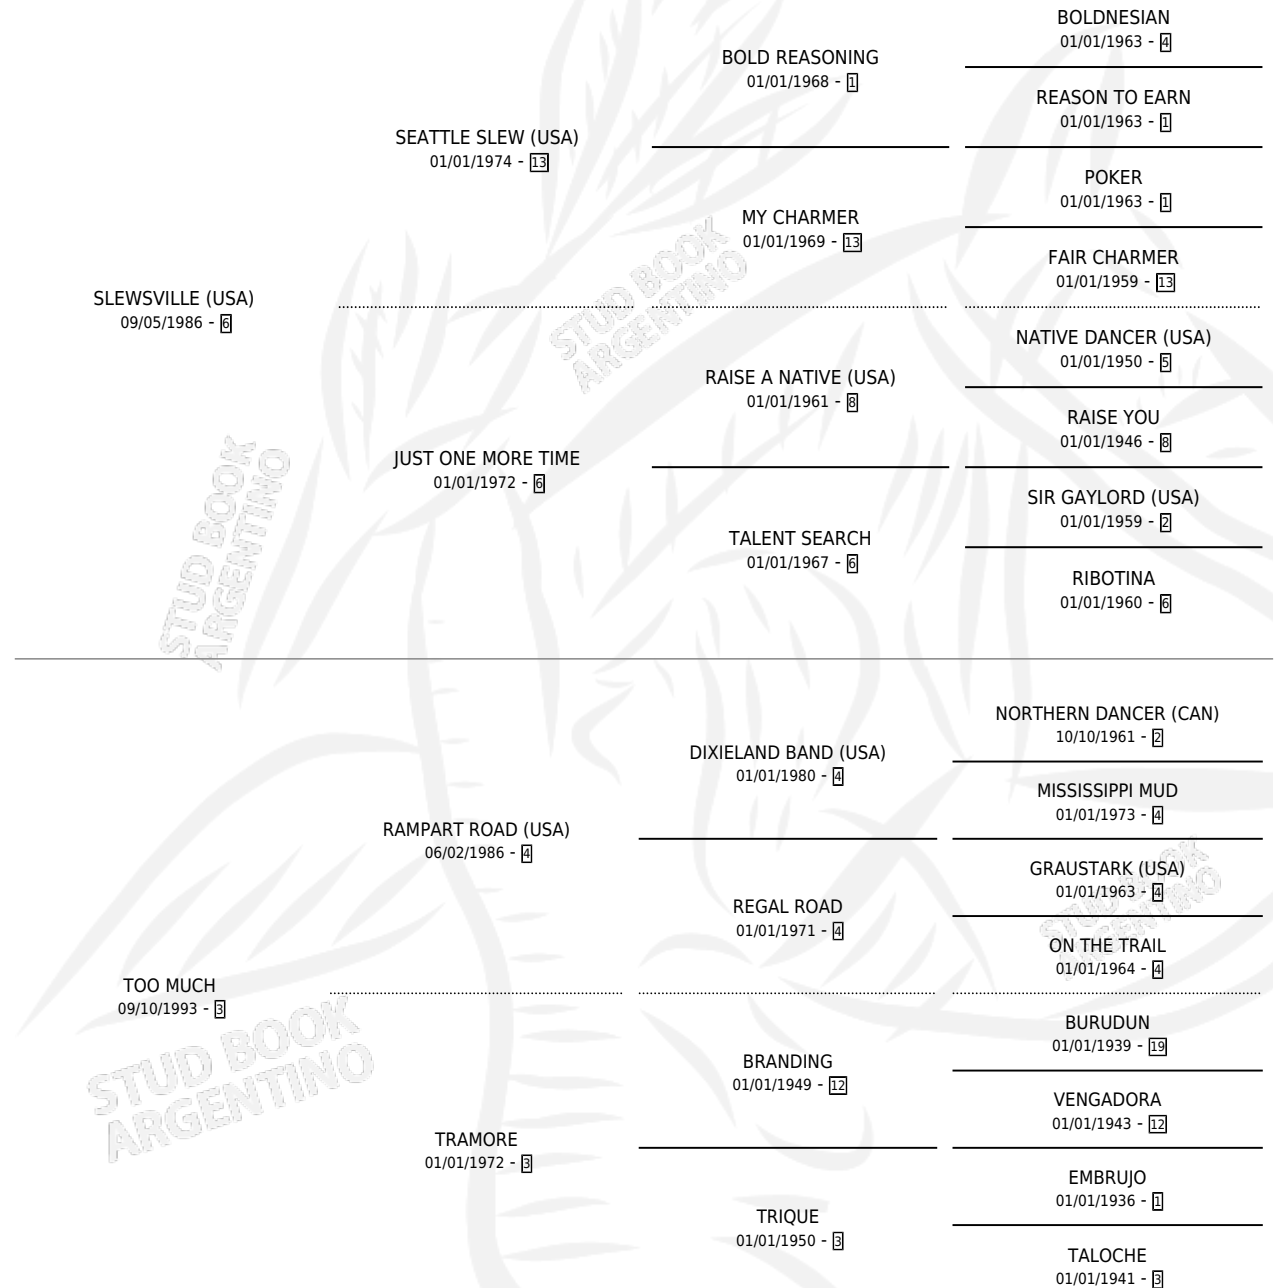 BOLDNESIAN
01/01/1963 - 4
BOLD REASONING
01/01/1968 - 1
REASON TO EARN
01/01/1963 - 1
SEATTLE SLEW (USA)
01/01/1974 - 13
POKER
01/01/1963 - 1
MY CHARMER
01/01/1969 - 13
FAIR CHARMER
01/01/1959 - 13
SLEWSVILLE (USA)
09/05/1986 - 6
NATIVE DANCER (USA)
01/01/1950 - 5
RAISE A NATIVE (USA)
01/01/1961 - 8
RAISE YOU
01/01/1946 - 8
JUST ONE MORE TIME
01/01/1972 - 6
SIR GAYLORD (USA)
01/01/1959 - 2
TALENT SEARCH
01/01/1967 - 6
RIBOTINA
01/01/1960 - 6
STUD BOOK
ARGENTINO
STUD BOOK
ARGENTINO
NORTHERN DANCER (CAN)
10/10/1961 - 2
DIXIELAND BAND (USA)
01/01/1980 - 4
MISSISSIPPI MUD
01/01/1973 - 4
RAMPART ROAD (USA)
06/02/1986 - 4
GRAUSTARK (USA)
01/01/1963 - 4
REGAL ROAD
01/01/1971 - 4
ON THE TRAIL
01/01/1964 - 4
TOO MUCH
09/10/1993 - 3
BURUDUN
01/01/1939 - 19
BRANDING
01/01/1949 - 12
VENGADORA
01/01/1943 - 12
TRAMORE
01/01/1972 - 3
EMBRUJO
01/01/1936 - 1
TRIQUE
01/01/1950 - 3
TALOCHE
01/01/1941 - 3
STUD BOOK
ARGENTINO
STUD BOOK
ARGENTINO